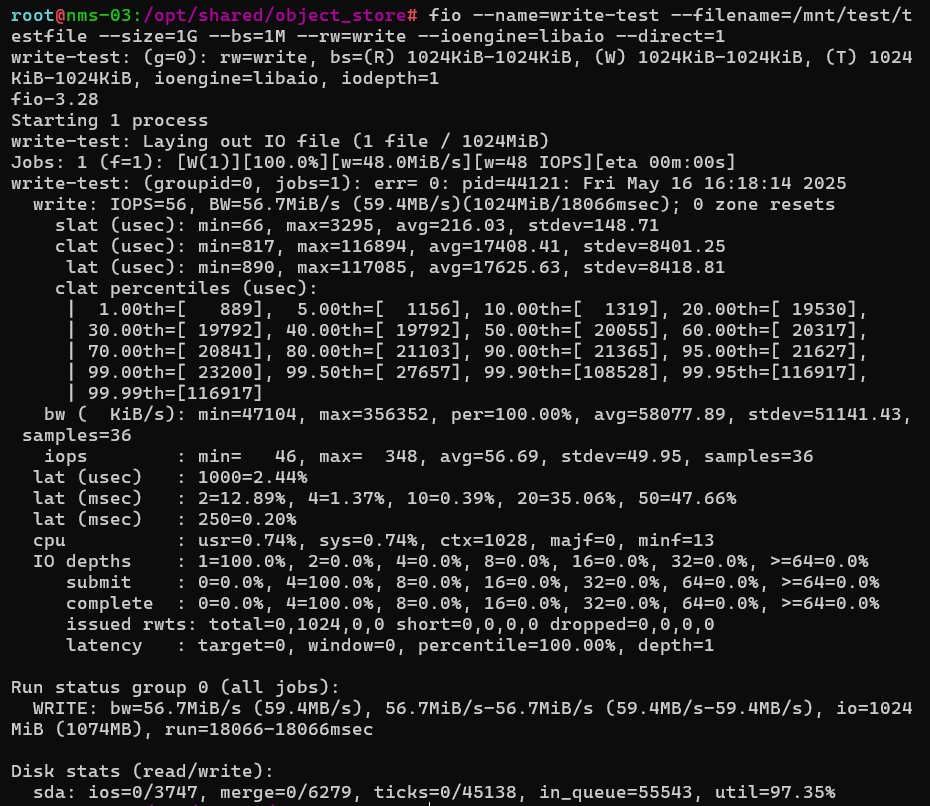 root@nms-03:/opt/shared/object_store# fio --name=write-test --filename=/mnt/test/t
estfile --size=1G --bs=1M --rw=write --ioengine=libaio --direct=1
write-test: (g=0): rw=write, bs=(R) 1024KiB-1024KiB, (W) 1024KiB-1024KiB, (T) 1024
KiB-1024KiB, ioengine=libaio, iodepth=1
fio-3.28
Starting 1 process
write-test: Laying out IO file (1 file / 1024MiB)
Jobs: 1 (f=1): [W(1)][100.0%][w=48.0MiB/s][w=48 IOPS][eta 00m:00s]
write-test: (groupid=0, jobs=1): err= 0: pid=44121: Fri May 16 16:18:14 2025
  write: IOPS=56, BW=56.7MiB/s (59.4MB/s)(1024MiB/18066msec); 0 zone resets
    slat (usec): min=66, max=3295, avg=216.03, stdev=148.71
    clat (usec): min=817, max=116894, avg=17408.41, stdev=8401.25
     lat (usec): min=890, max=117085, avg=17625.63, stdev=8418.81
    clat percentiles (usec):
     |  1.00th=[   889],  5.00th=[  1156], 10.00th=[  1319], 20.00th=[ 19530],
     | 30.00th=[ 19792], 40.00th=[ 19792], 50.00th=[ 20055], 60.00th=[ 20317],
     | 70.00th=[ 20841], 80.00th=[ 21103], 90.00th=[ 21365], 95.00th=[ 21627],
     | 99.00th=[ 23200], 99.50th=[ 27657], 99.90th=[108528], 99.95th=[116917],
     | 99.99th=[116917]
   bw (  KiB/s): min=47104, max=356352, per=100.00%, avg=58077.89, stdev=51141.43,
 samples=36
   iops        : min=   46, max=  348, avg=56.69, stdev=49.95, samples=36
  lat (usec)   : 1000=2.44%
  lat (msec)   : 2=12.89%, 4=1.37%, 10=0.39%, 20=35.06%, 50=47.66%
  lat (msec)   : 250=0.20%
  cpu          : usr=0.74%, sys=0.74%, ctx=1028, majf=0, minf=13
  IO depths    : 1=100.0%, 2=0.0%, 4=0.0%, 8=0.0%, 16=0.0%, 32=0.0%, >=64=0.0%
     submit    : 0=0.0%, 4=100.0%, 8=0.0%, 16=0.0%, 32=0.0%, 64=0.0%, >=64=0.0%
     complete  : 0=0.0%, 4=100.0%, 8=0.0%, 16=0.0%, 32=0.0%, 64=0.0%, >=64=0.0%
     issued rwts: total=0,1024,0,0 short=0,0,0,0 dropped=0,0,0,0
     latency   : target=0, window=0, percentile=100.00%, depth=1

Run status group 0 (all jobs):
  WRITE: bw=56.7MiB/s (59.4MB/s), 56.7MiB/s-56.7MiB/s (59.4MB/s-59.4MB/s), io=1024
MiB (1074MB), run=18066-18066msec

Disk stats (read/write):
  sda: ios=0/3747, merge=0/6279, ticks=0/45138, in_queue=55543, util=97.35%